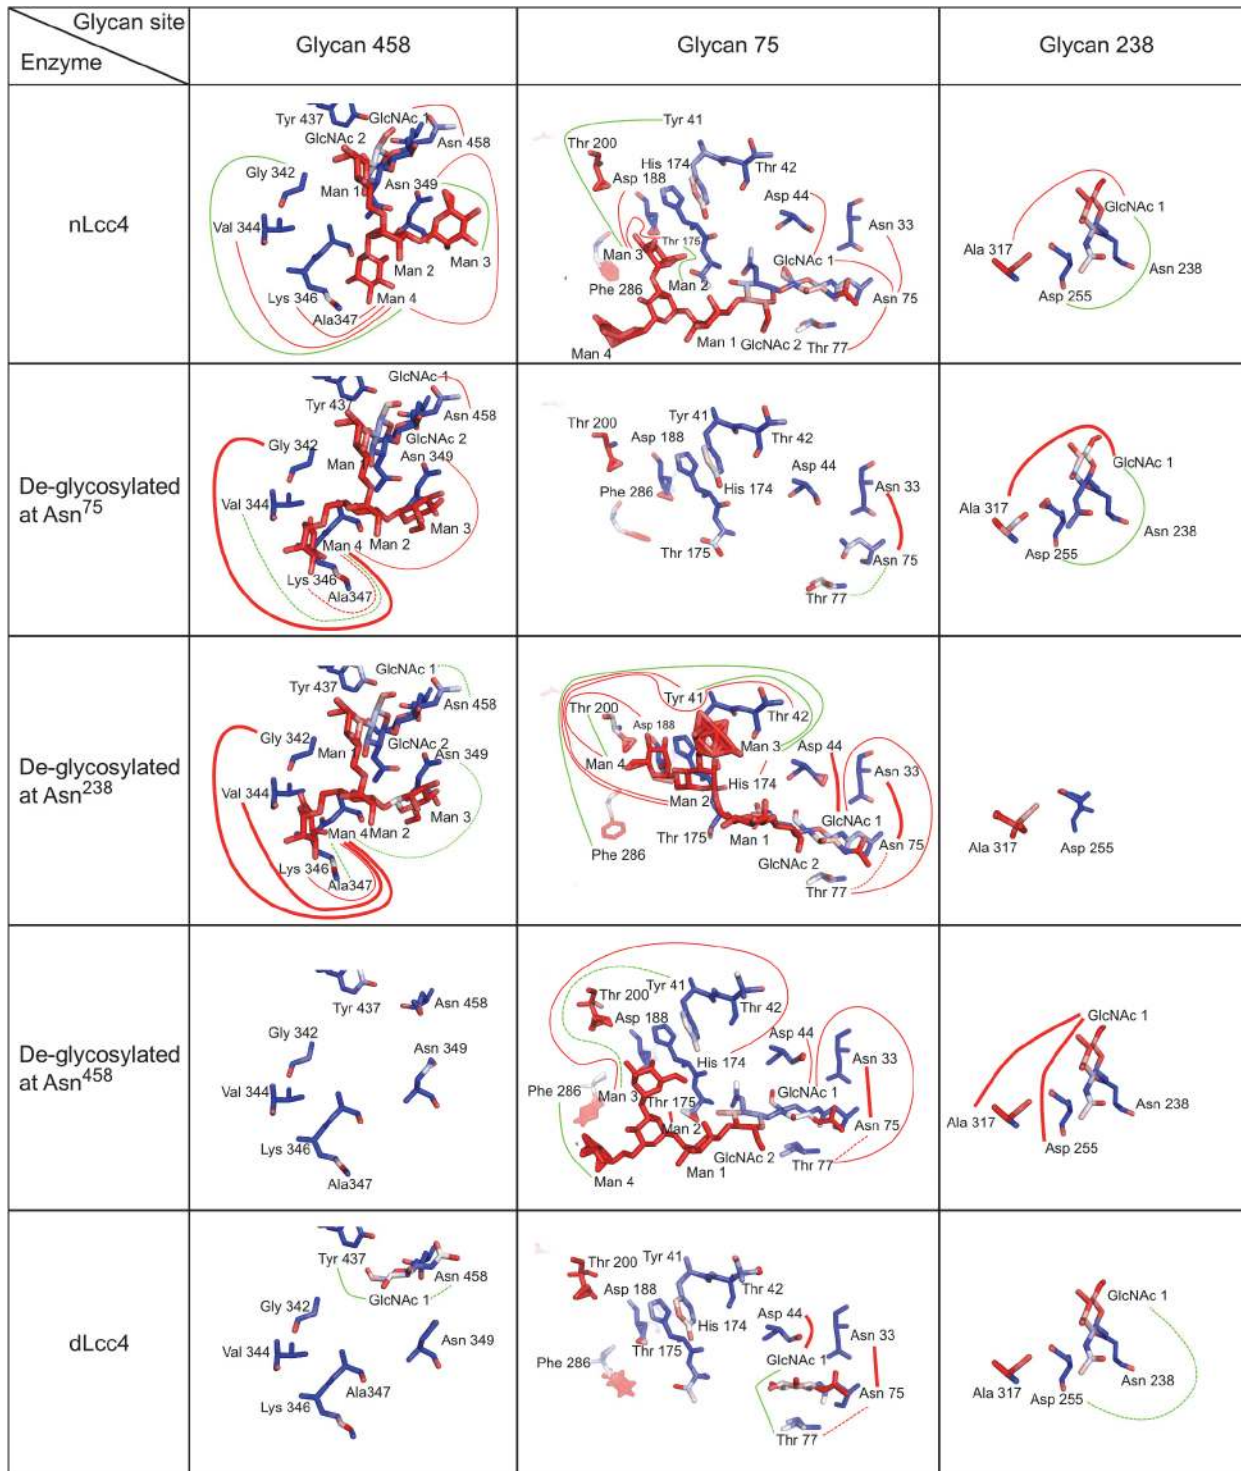 Glycan site
Enzyme
Glycan 458
Glycan 75
Glycan 238
nLcc4
Tyr 437
GlcNAc 1
GlcNAc 2
Asn 458
Gly 342
Man 1
Asn 349
Val 344
Man 2
Man 3
Lys 346
Man 4
Ala347
Tyr 41
Thr 200
His 174
Thr 42
Asp 188
Asp 44
Asn 33
Man 3
Thr 175
GlcNAc 1
Phe 286
Man 2
Asn 75
Man 1
GlcNAc 2
Thr 77
Man 4
GlcNAc 1
Ala 317
Asn 238
Asp 255
De-glycosylated
at Asn75
GlcNAc 1
Tyr 43
Asn 458
GlcNAc 2
Gly 342
Man 1
Asn 349
Val 344
Man 3
Man 4
Man 2
Lys 346
Ala347
Thr 200
Tyr 41
Asp 188
Thr 42
Asp 44
Phe 286
His 174
Asn 33
Thr 175
Asn 75
Thr 77
GlcNAc 1
Ala 317
Asn 238
Asp 255
De-glycosylated
at Asn238
GlcNAc 1
Tyr 437
Asn 458
Gly 342
GlcNAc 2
Man 1
Asn 349
Val 344
Man 3
Man 4
Man 2
Lys 346
Ala347
Tyr 41
Thr 200
Asp 188
Thr 42
Man 3
Man 4
Asp 44
His 174
Asn 33
Man 2
GlcNAc 1
Thr 175
Man 1
Asn 75
Phe 286
GlcNAc 2
Thr 77
Ala 317
Asp 255
De-glycosylated
at Asn458
Tyr 437
Asn 458
Gly 342
Asn 349
Val 344
Lys 346
Ala347
Tyr 41
Thr 200
Thr 42
Asp 188
Asp 44
His 174
Asn 33
Phe 286
Man 3
GlcNAc 1
Thr 175
Man 2
Asn 75
GlcNAc 2
Thr 77
Man 1
Man 4
GlcNAc 1
Ala 317
Asn 238
Asp 255
dLcc4
Tyr 437
Asn 458
GlcNAc 1
Gly 342
Val 344
Asn 349
Ala347
Lys 346
Thr 200
Tyr 41
Asp 188
Thr 42
Asp 44
His 174
Asn 33
Thr 175
Phe 286
GlcNAc 1
Asn 75
Thr 77
GlcNAc 1
Ala 317
Asn 238
Asp 255